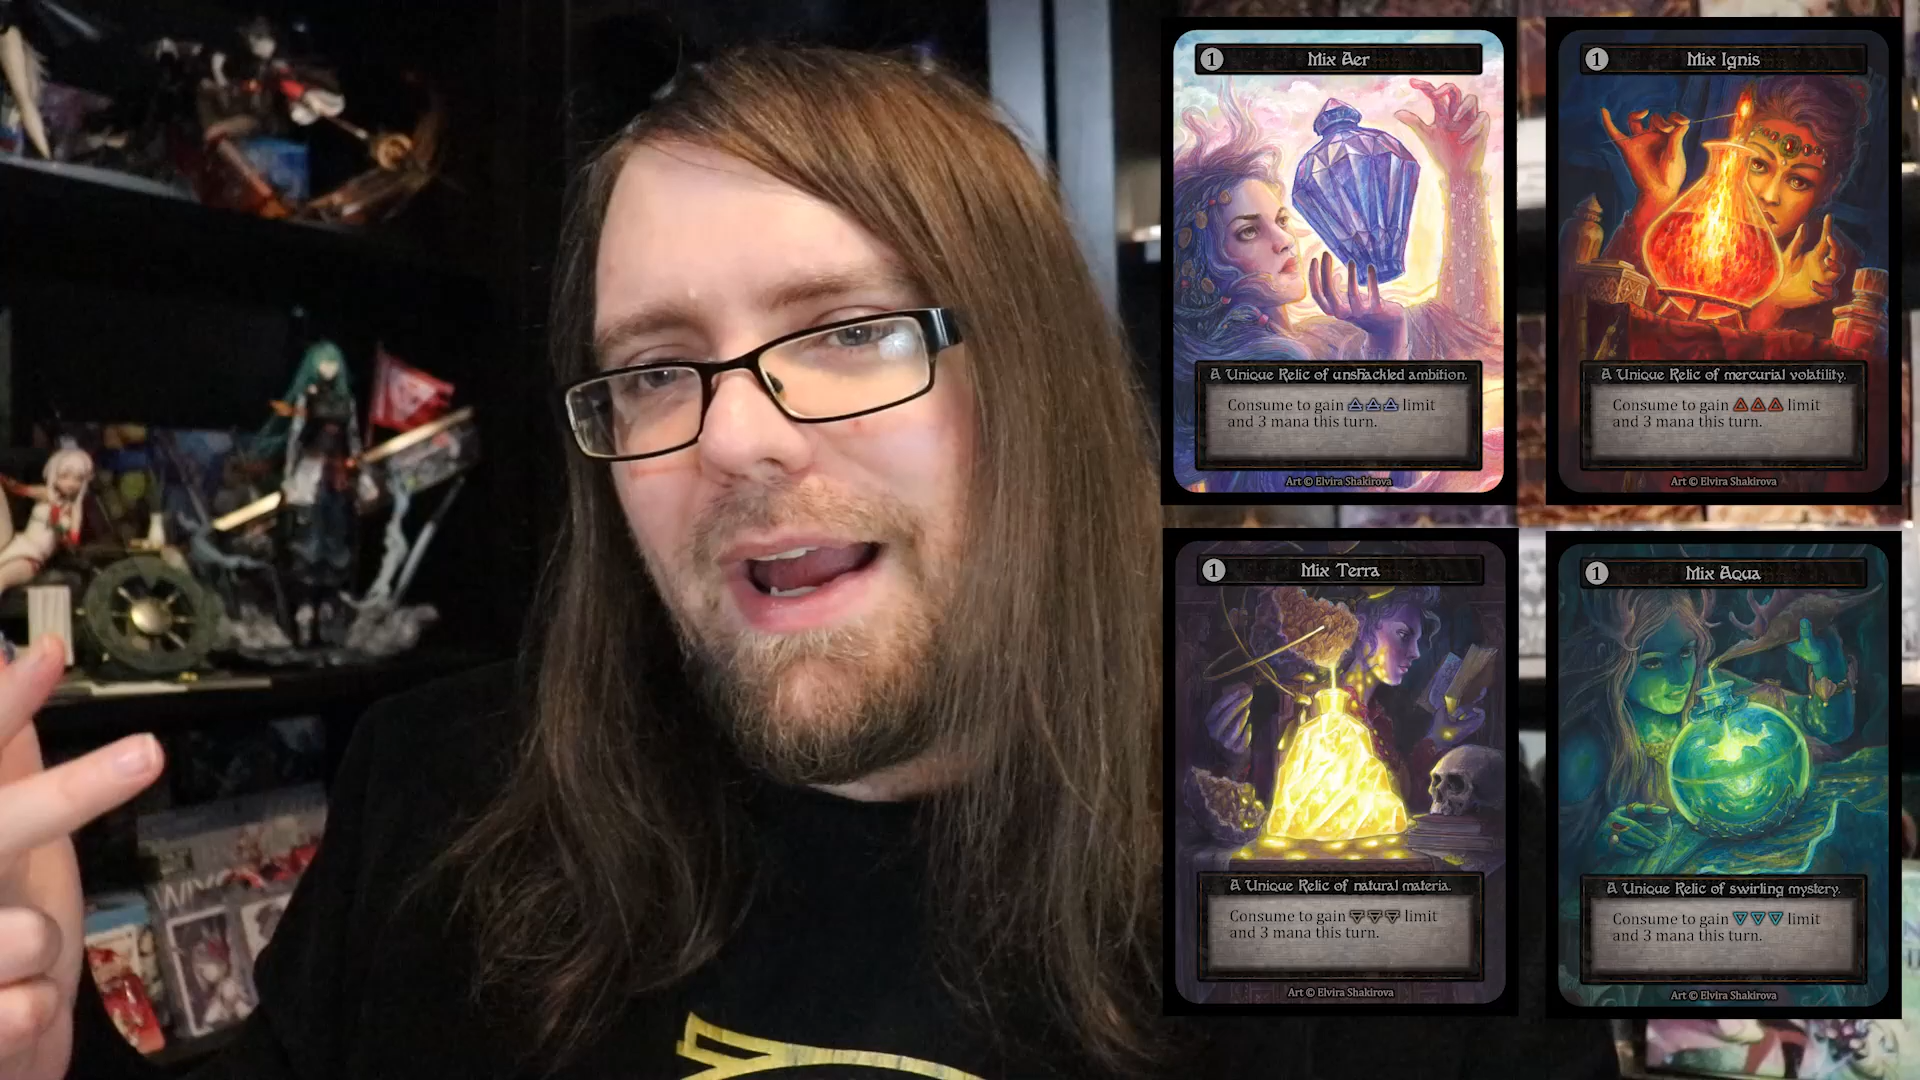 1 Mix Aer
A Unique Relic of unshackled ambition.
Consume to gain limit
and 3 mana this turn.
Art © Elvira Shakirova
1 Mix Ignis
A Unique Relic of mercurial volatility.
Consume to gain limit
and 3 mana this turn.
Art © Elvira Shakirova
1 Mix Terra
A Unique Relic of natural materia.
Consume to gain limit
and 3 mana this turn.
Art © Elvira Shakirova
1 Mix Aqua
A Unique Relic of swirling mystery.
Consume to gain limit
and 3 mana this turn.
Art © Elvira Shakirova